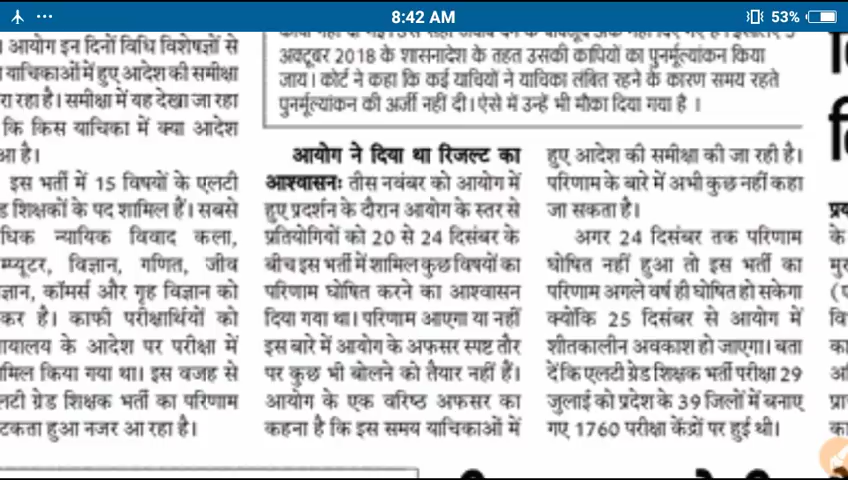 8:42 AM
53%
आयोग इन दिनों विधि विशेषज्ञों से
याचिकाओं में हुए आदेश की समीक्षा
रा रहा है। समीक्षा में यह देखा जा रहा
कि किस याचिका में क्या आदेश
आ है।
इस भर्ती में 15 विषयों के एलटी
ड शिक्षकों के पद शामिल हैं। सबसे
धिक न्यायिक विवाद कला,
म्प्यूटर, विज्ञान, गणित, जीव
ज्ञान, कॉमर्स और गृह विज्ञान को
कर है। काफी परीक्षार्थियों को
यायालय के आदेश पर परीक्षा में
मिल किया गया था। इस वजह से
लटी ग्रेड शिक्षक भर्ती का परिणाम
टकता हुआ नजर आ रहा है।
अक्टूबर 2018 के शासनादेश के तहत उसकी कापियों का पुनर्मूल्यांकन किया
जाय। कोर्ट ने कहा कि कई याचियों ने याचिका लंबित रहने के कारण समय रहते
पुनर्मूल्यांकन की अर्जी नहीं दी। ऐसे में उन्हें भी मौका दिया गया है ।
आयोग ने दिया था रिजल्ट का
आश्वासनः तीस नवंबर को आयोग में
हुए प्रदर्शन के दौरान आयोग के स्तर से
प्रतियोगियों को 20 से 24 दिसंबर के
बीच इस भर्ती में शामिल कुछ विषयों का
परिणाम घोषित करने का आश्वासन
दिया गया था। परिणाम आएगा या नहीं
इस बारे में आयोग के अफसर स्पष्ट तौर
पर कुछ भी बोलने को तैयार नहीं हैं।
आयोग के एक वरिष्ठ अफसर का
कहना है कि इस समय याचिकाओं में
हुए आदेश की समीक्षा की जा रही है।
परिणाम के बारे में अभी कुछ नहीं कहा
जा सकता है।
अगर 24 दिसंबर तक परिणाम
घोषित नहीं हुआ तो इस भर्ती का
परिणाम अगले वर्ष ही घोषित हो सकेगा
क्योंकि 25 दिसंबर से आयोग में
शीतकालीन अवकाश हो जाएगा। बता
दें कि एलटी ग्रेड शिक्षक भर्ती परीक्षा 29
जुलाई को प्रदेश के 39 जिलों में बनाए
गए 1760 परीक्षा केंद्रों पर हुई थी।